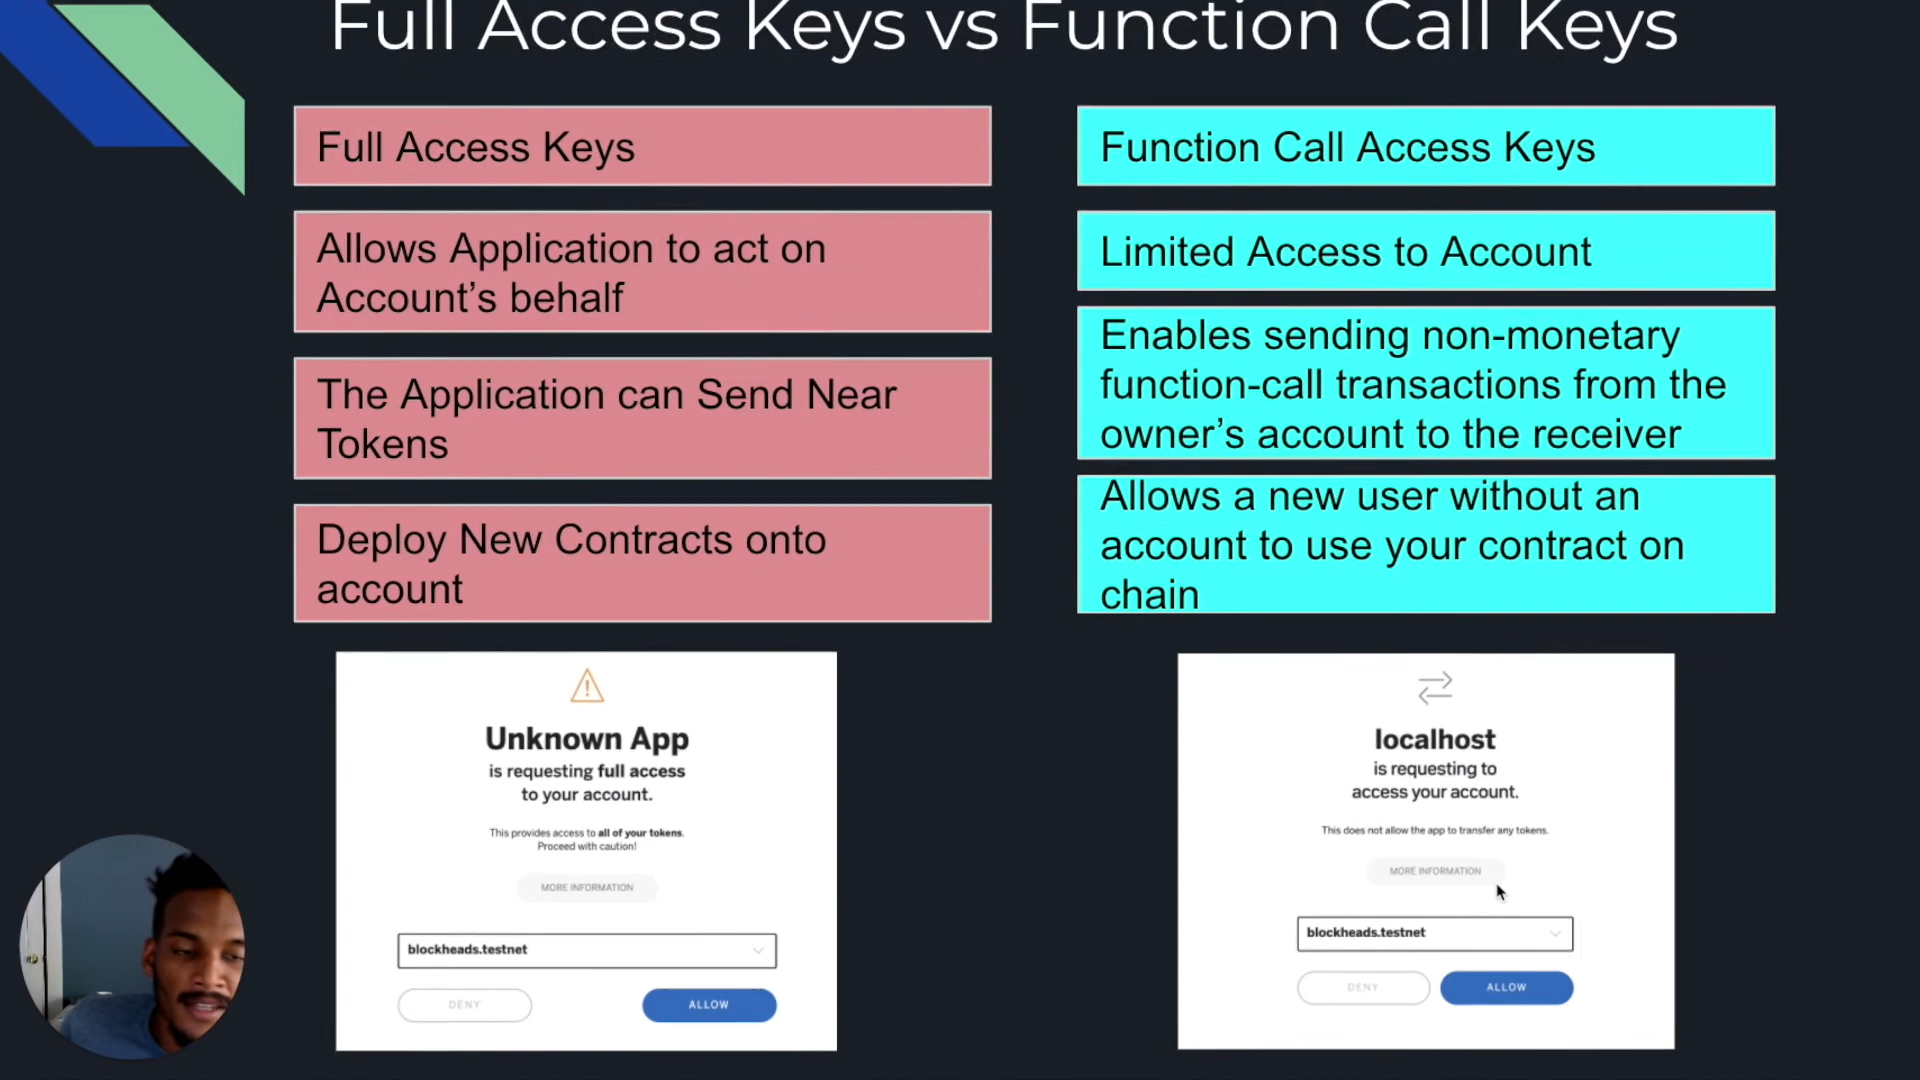 Full Access Keys vs Function Call Keys
Full Access Keys
Allows Application to act on
Account’s behalf
The Application can Send Near
Tokens
Deploy New Contracts onto
account
Function Call Access Keys
Limited Access to Account
Enables sending non-monetary
function-call transactions from the
owner’s account to the receiver
Allows a new user without an
account to use your contract on
chain
Unknown App
is requesting full access
to your account.
This provides access to all of your tokens.
Proceed with caution!
MORE INFORMATION
blockheads.testnet
DENY
ALLOW
localhost
is requesting to
access your account.
This does not allow the app to transfer any tokens.
MORE INFORMATION
blockheads.testnet
DENY
ALLOW